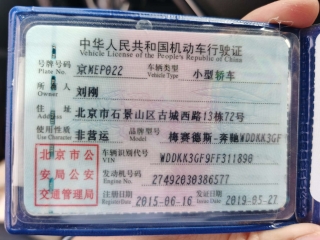 中华人民共和国机动车行驶证
Vehicle License of the People's Republic of China
号牌号码 京MEP022 车辆类型 小型轿车
Plate No. Vehicle Type
所有人 刘刚
Owner
住址 北京市石景山区古城西路13栋72号
Address
使用性质 非营运 品牌型号 梅赛德斯-奔驰WDDKK3GF
Use Character Model
北京市公 车辆识别代号 WDDKK3GF9FF311890
安局公安 VIN
交通管理局 发动机号码 27492030386577
Engine No.
注册日期 2015-06-16 发证日期 2019-05-27
Register Date Issue Date